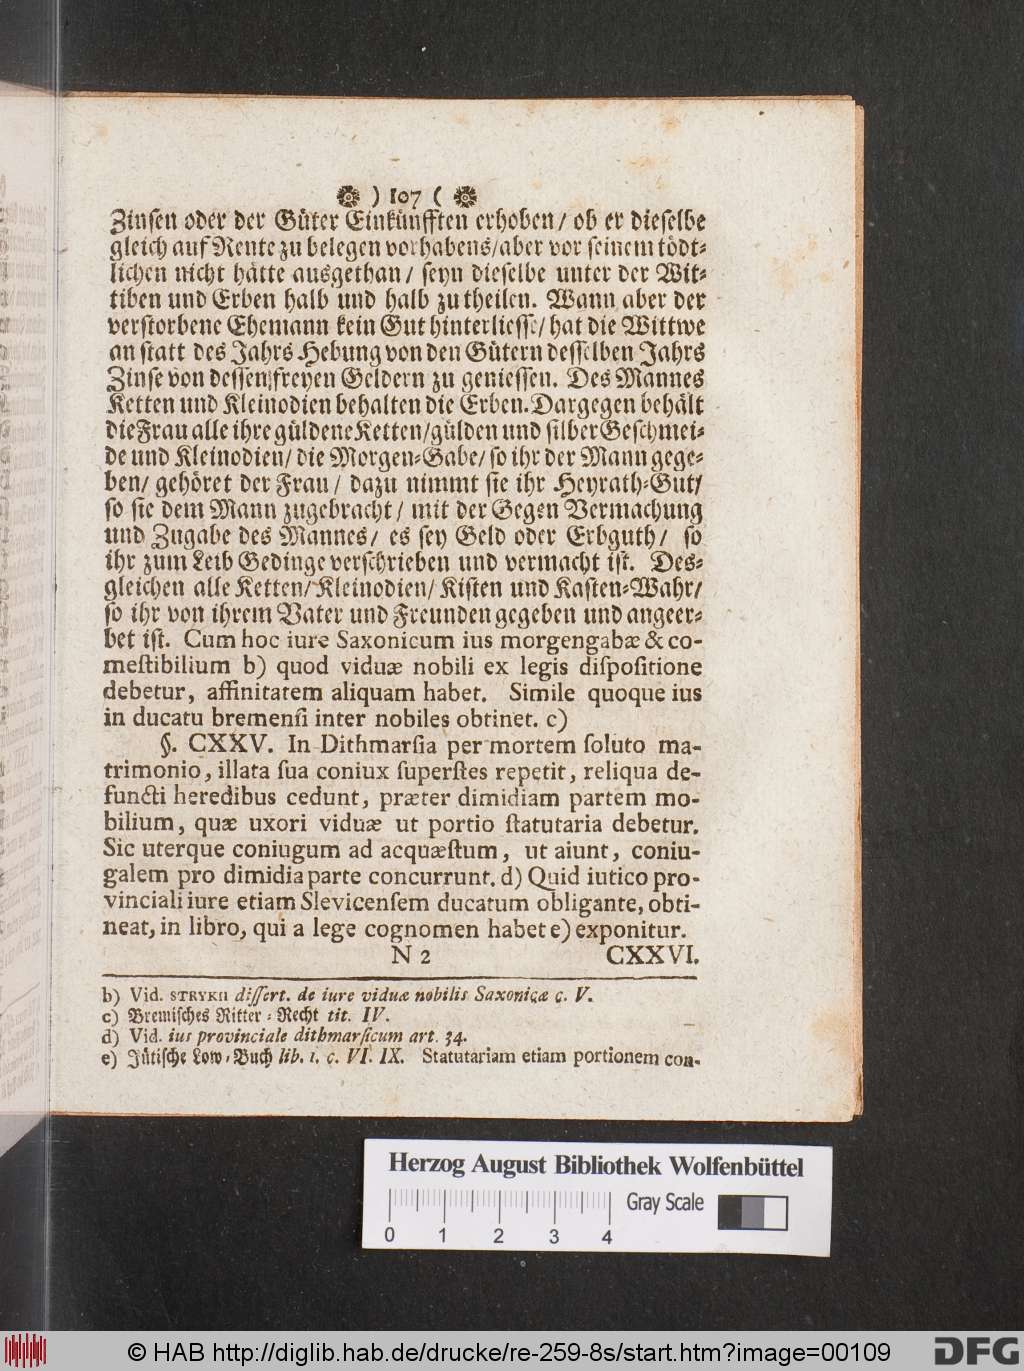 ) 107 (
Zinsen oder der Güter Einkünfften erhoben/ ob er dieselbe
gleich auf Rente zu belegen vorhabens/aber vor seinem tödt-
lichen nicht hätte ausgethan/ seyn dieselbe unter der Wit-
tiben und Erben halb und halb zu theilen. Wann aber der
verstorbene Ehemann kein Gut hinterliesse/ hat die Wittwe
an statt des Jahrs Hebung von den Gütern desselben Jahrs
Zinse von dessen freyen Geldern zu geniessen. Des Mannes
Ketten und Kleinodien behalten die Erben. Dargegen behält
die Frau alle ihre güldene Ketten/gülden und silber Geschmei-
de und Kleinodien/ die Morgen-Gabe/ so ihr der Mann gege-
ben/ gehöret der Frau/ dazu nimmt sie ihr Heyrath-Gut/
so sie dem Mann zugebracht/ mit der Gegen Vermachung
und Zugabe des Mannes/ es sey Geld oder Erbguth/ so
ihr zum Leib Gedinge verschrieben und vermacht ist. Des-
gleichen alle Ketten/ Kleinodien/ Kisten und Kasten-Wahr/
so ihr von ihrem Vater und Freunden gegeben und angeer-
bet ist. Cum hoc iure Saxonicum ius morgengabæ & co-
meſtibilium b) quod viduæ nobili ex legis diſpoſitione
debetur, affinitatem aliquam habet. Simile quoque ius
in ducatu bremenſi inter nobiles obtinet. c)
§. CXXV. In Dithmarſia per mortem ſoluto ma-
trimonio, illata ſua coniux ſuperſtes repetit, reliqua de-
functi heredibus cedunt, præter dimidiam partem mo-
bilium, quæ uxori viduæ ut portio ſtatutaria debetur.
Sic uterque coniugum ad acquæſtum, ut aiunt, coniu-
galem pro dimidia parte concurrunt. d) Quid iutico pro-
vinciali iure etiam Slevicenſem ducatum obligante, obti-
neat, in libro, qui a lege cognomen habet e) exponitur.
N 2 CXXVI.
b) Vid. STRYKII diſſert. de iure viduæ nobilis Saxonicæ c. V.
c) Bremisches Ritter-Recht tit. IV.
d) Vid. ius provinciale dithmarſicum art. 34.
e) Jütische Low-Buch lib. 1. c. VI. IX. Statutariam etiam portionem con-
Herzog August Bibliothek Wolfenbüttel
Gray Scale
0 1 2 3 4
© HAB http://diglib.hab.de/drucke/re-259-8s/start.htm?image=00109
DFG